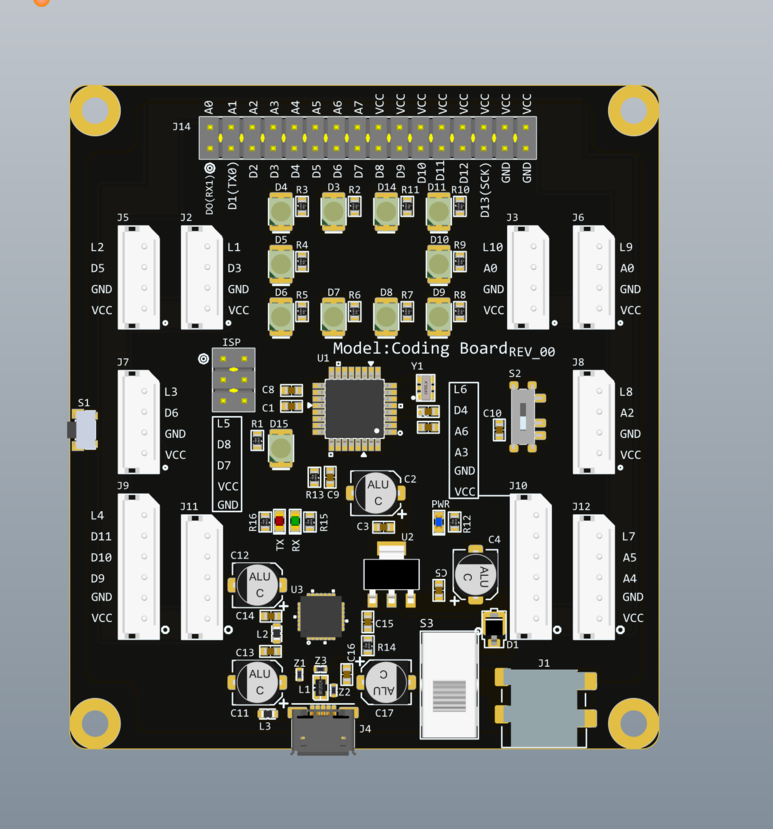 A0 A1 A2 A3 A4 A5 A6 A7 VCC VCC VCC VCC VCC VCC VCC VCC
J14
DO(RX1) D1(TX0) D2 D3 D4 D5 D6 D7 D8 D9 D10 D11 D12 D13(SCK) GND GND
D4 R3 D3 R2 D14 R11 D11 R10
J5 J2 J3 J6
L2 L1 L10 L9
D5 R4 D10 R9
D5 D3 A0 A0
GND GND GND GND
D6 R5 D7 R6 D8 R7 D9 R8
VCC VCC VCC VCC
ISP
Model:Coding Board REV_00
U1
J7 Y1 S2 J8
L3 C8 L6 L8
S1 D6 C1 D4 C10 A2
L5 R1 D15
GND D8 A6 GND
VCC D7 A3 VCC
VCC GND
GND VCC
R13 C9 ALU C C2
J9 J11 J10 J12
L4 R16 TX RX R15 C3 PWR R12
D11 U2 C4 L7
D10 C12 A5
D9 ALU C U3 C5 ALU C A4
GND GND
VCC C14 C15 VCC
L2 S3 D1
C13 R14
Z1 Z3 C16 J1
ALU C L1 Z2 ALU C
C11 C17
L3 J4